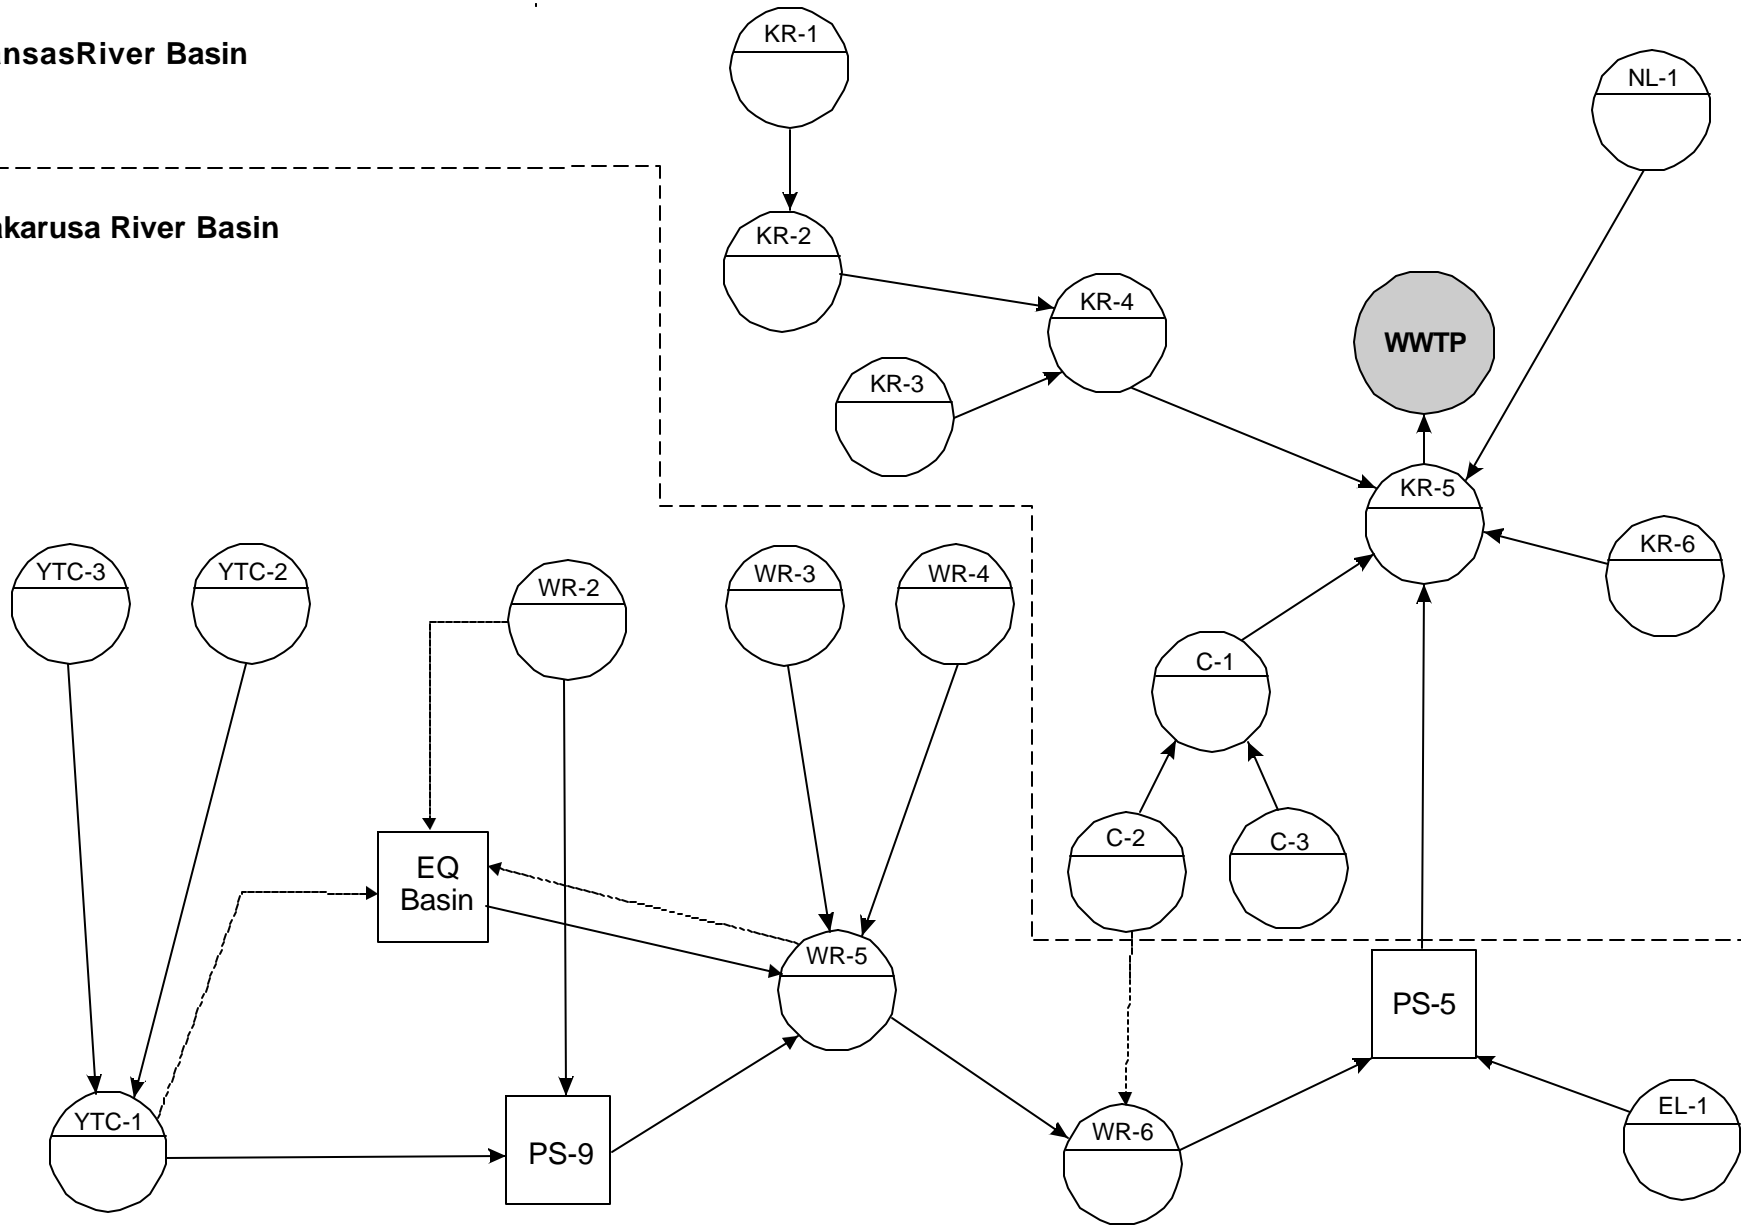 ansasRiver Basin
KR-1
NL-1
akarusa River Basin
KR-2
KR-4
WWTP
KR-3
KR-5
KR-6
YTC-3
YTC-2
WR-2
WR-3
WR-4
C-1
C-2
C-3
EQ
Basin
WR-5
PS-5
YTC-1
PS-9
WR-6
EL-1